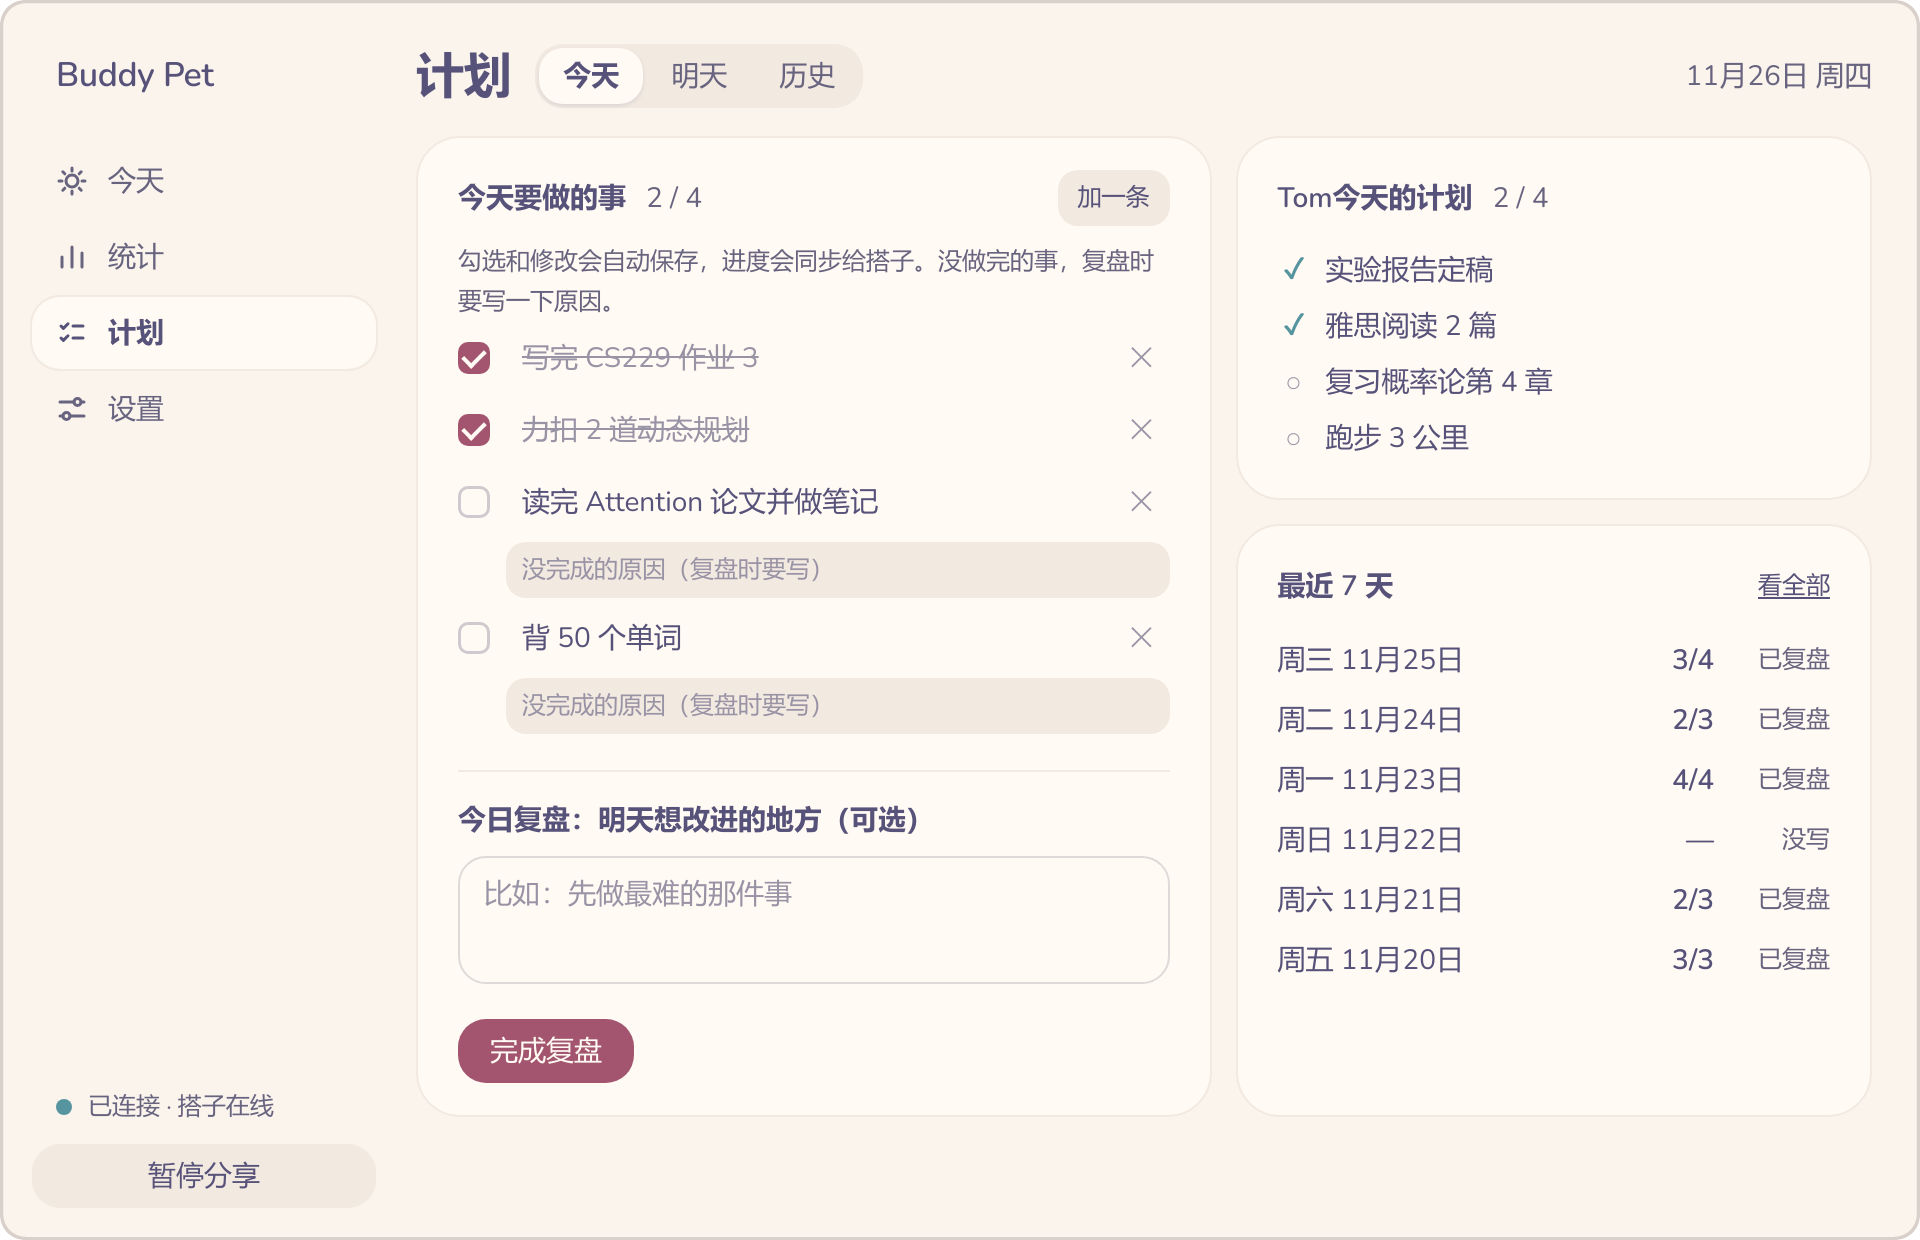 Buddy Pet
今天
统计
计划
设置
已连接 · 搭子在线
暂停分享
计划
今天
明天
历史
11月26日 周四
今天要做的事 2 / 4
加一条
勾选和修改会自动保存，进度会同步给搭子。没做完的事，复盘时
要写一下原因。
写完 CS229 作业 3
力扣 2 道动态规划
读完 Attention 论文并做笔记
没完成的原因（复盘时要写）
背 50 个单词
没完成的原因（复盘时要写）
今日复盘：明天想改进的地方（可选）
比如：先做最难的那件事
完成复盘
Tom今天的计划 2 / 4
实验报告定稿
雅思阅读 2 篇
复习概率论第 4 章
跑步 3 公里
最近 7 天
看全部
周三 11月25日 3/4 已复盘
周二 11月24日 2/3 已复盘
周一 11月23日 4/4 已复盘
周日 11月22日 — 没写
周六 11月21日 2/3 已复盘
周五 11月20日 3/3 已复盘